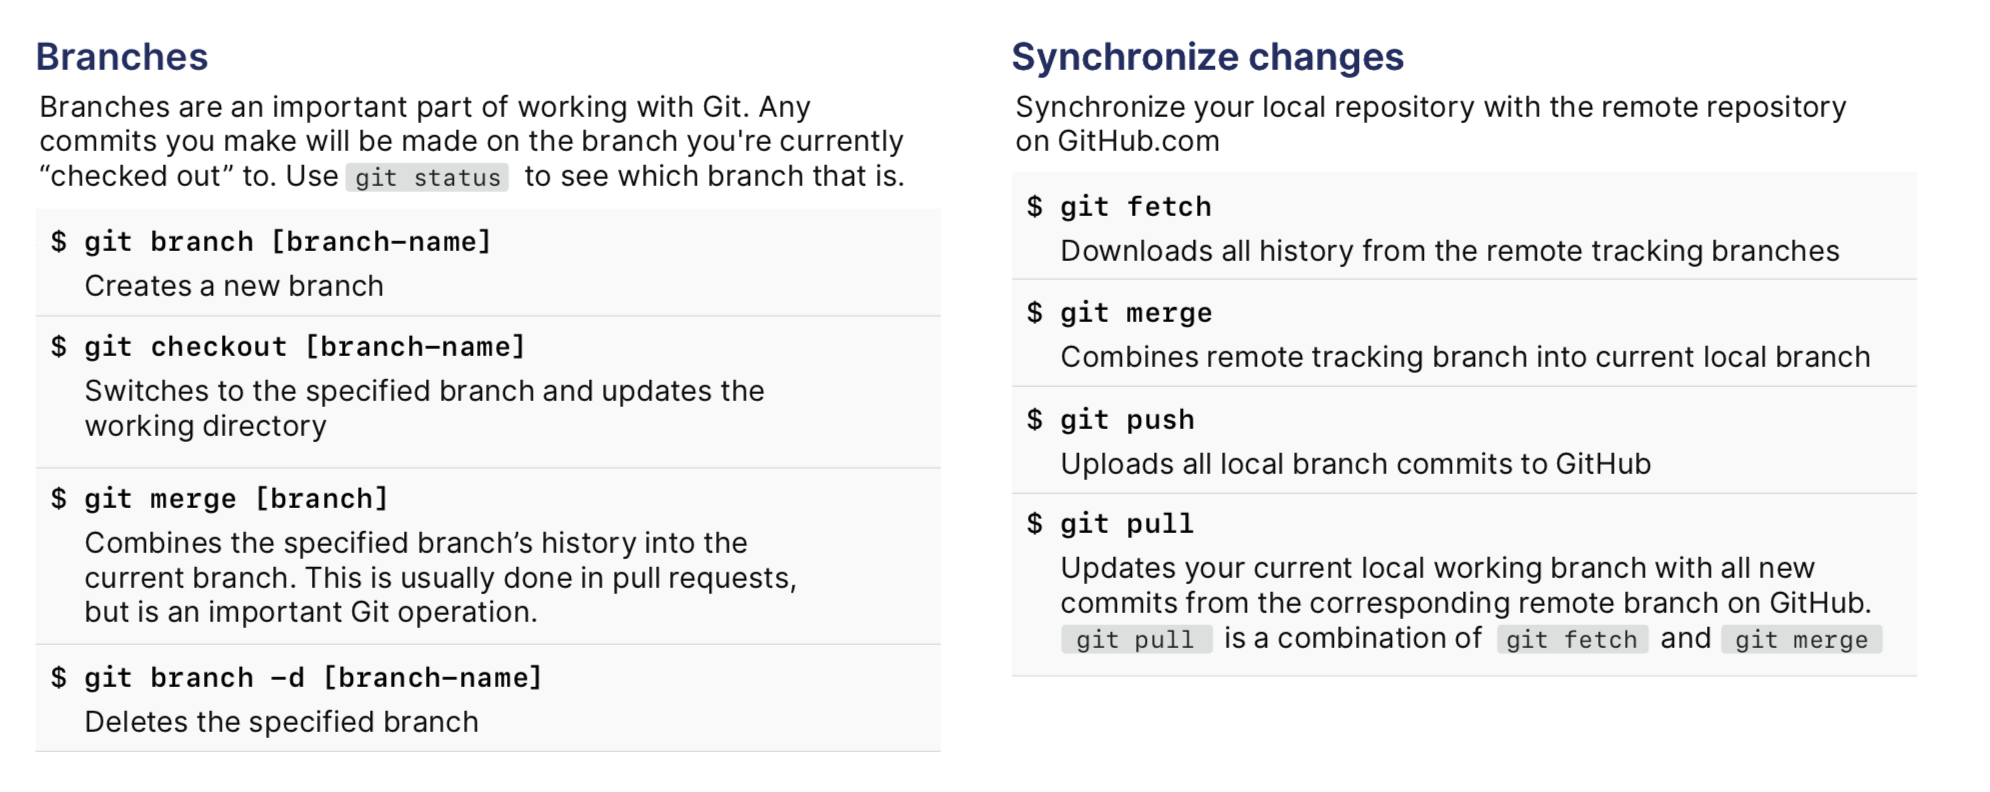 Branches
Branches are an important part of working with Git. Any
commits you make will be made on the branch you're currently
“checked out” to. Use git status to see which branch that is.
$ git branch [branch-name]
Creates a new branch
$ git checkout [branch-name]
Switches to the specified branch and updates the
working directory
$ git merge [branch]
Combines the specified branch’s history into the
current branch. This is usually done in pull requests,
but is an important Git operation.
$ git branch -d [branch-name]
Deletes the specified branch
Synchronize changes
Synchronize your local repository with the remote repository
on GitHub.com
$ git fetch
Downloads all history from the remote tracking branches
$ git merge
Combines remote tracking branch into current local branch
$ git push
Uploads all local branch commits to GitHub
$ git pull
Updates your current local working branch with all new
commits from the corresponding remote branch on GitHub.
git pull is a combination of git fetch and git merge